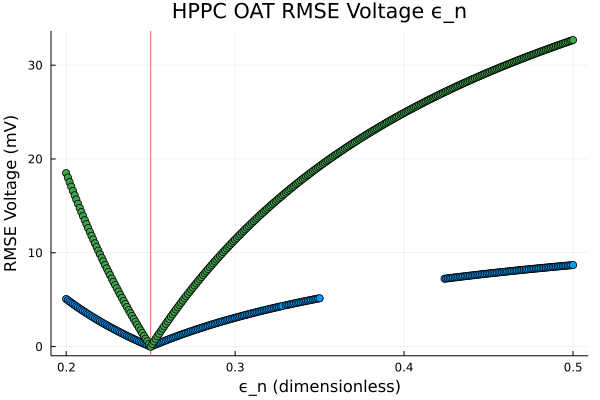 HPPC OAT RMSE Voltage ϵ_n
RMSE Voltage (mV)
30
20
10
0
0.2
0.3
0.4
0.5
ϵ_n (dimensionless)